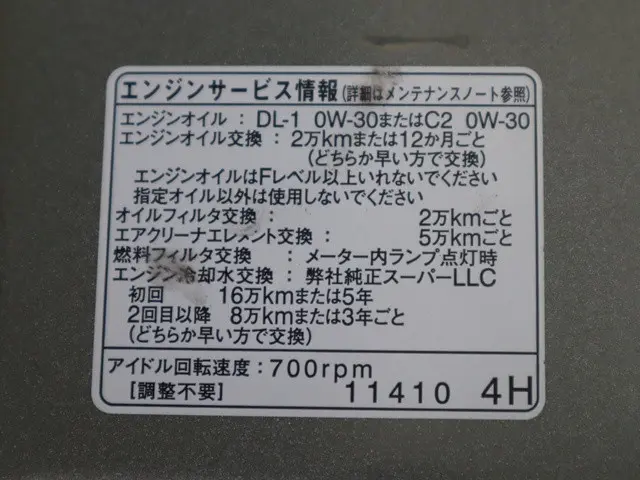 エンジンサービス情報(詳細はメンテナンスノート参照)
エンジンオイル : DL-1 0W-30またはC2 0W-30
エンジンオイル交換 : 2万kmまたは12か月ごと
(どちらか早い方で交換)
エンジンオイルはFレベル以上いれないでください
指定オイル以外は使用しないでください
オイルフィルタ交換 : 2万kmごと
エアクリーナエレメント交換 : 5万kmごと
燃料フィルタ交換 : メーター内ランプ点灯時
エンジン冷却水交換 : 弊社純正スーパーLLC
初回 16万kmまたは5年
2回目以降 8万kmまたは3年ごと
(どちらか早い方で交換)
アイドル回転速度 : 700rpm
[調整不要] 11410 4H